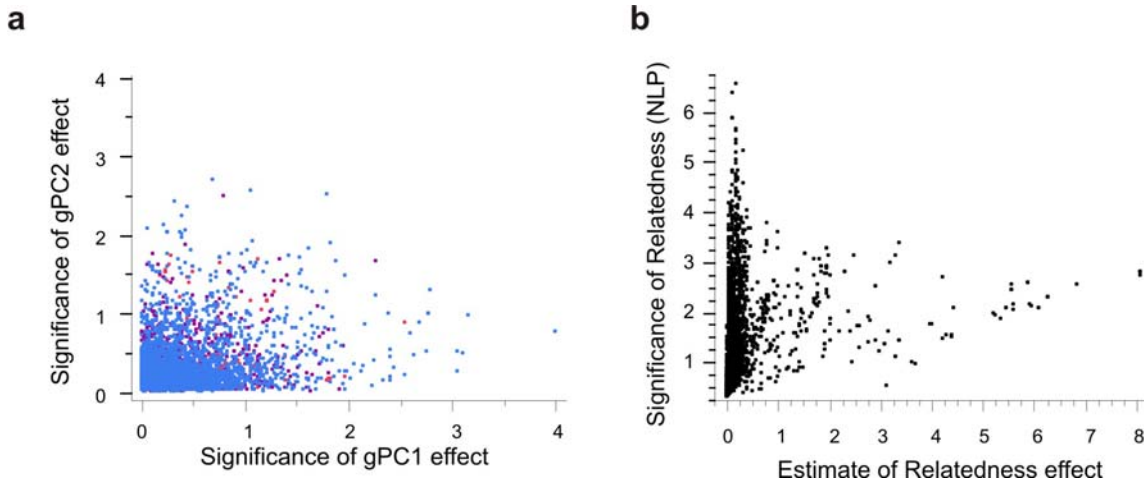 a
Significance of gPC2 effect
4
3
2
1
0
0 1 2 3 4
Significance of gPC1 effect
b
Significance of Relatedness (NLP)
6
5
4
3
2
1
0 1 2 3 4 5 6 7 8
Estimate of Relatedness effect